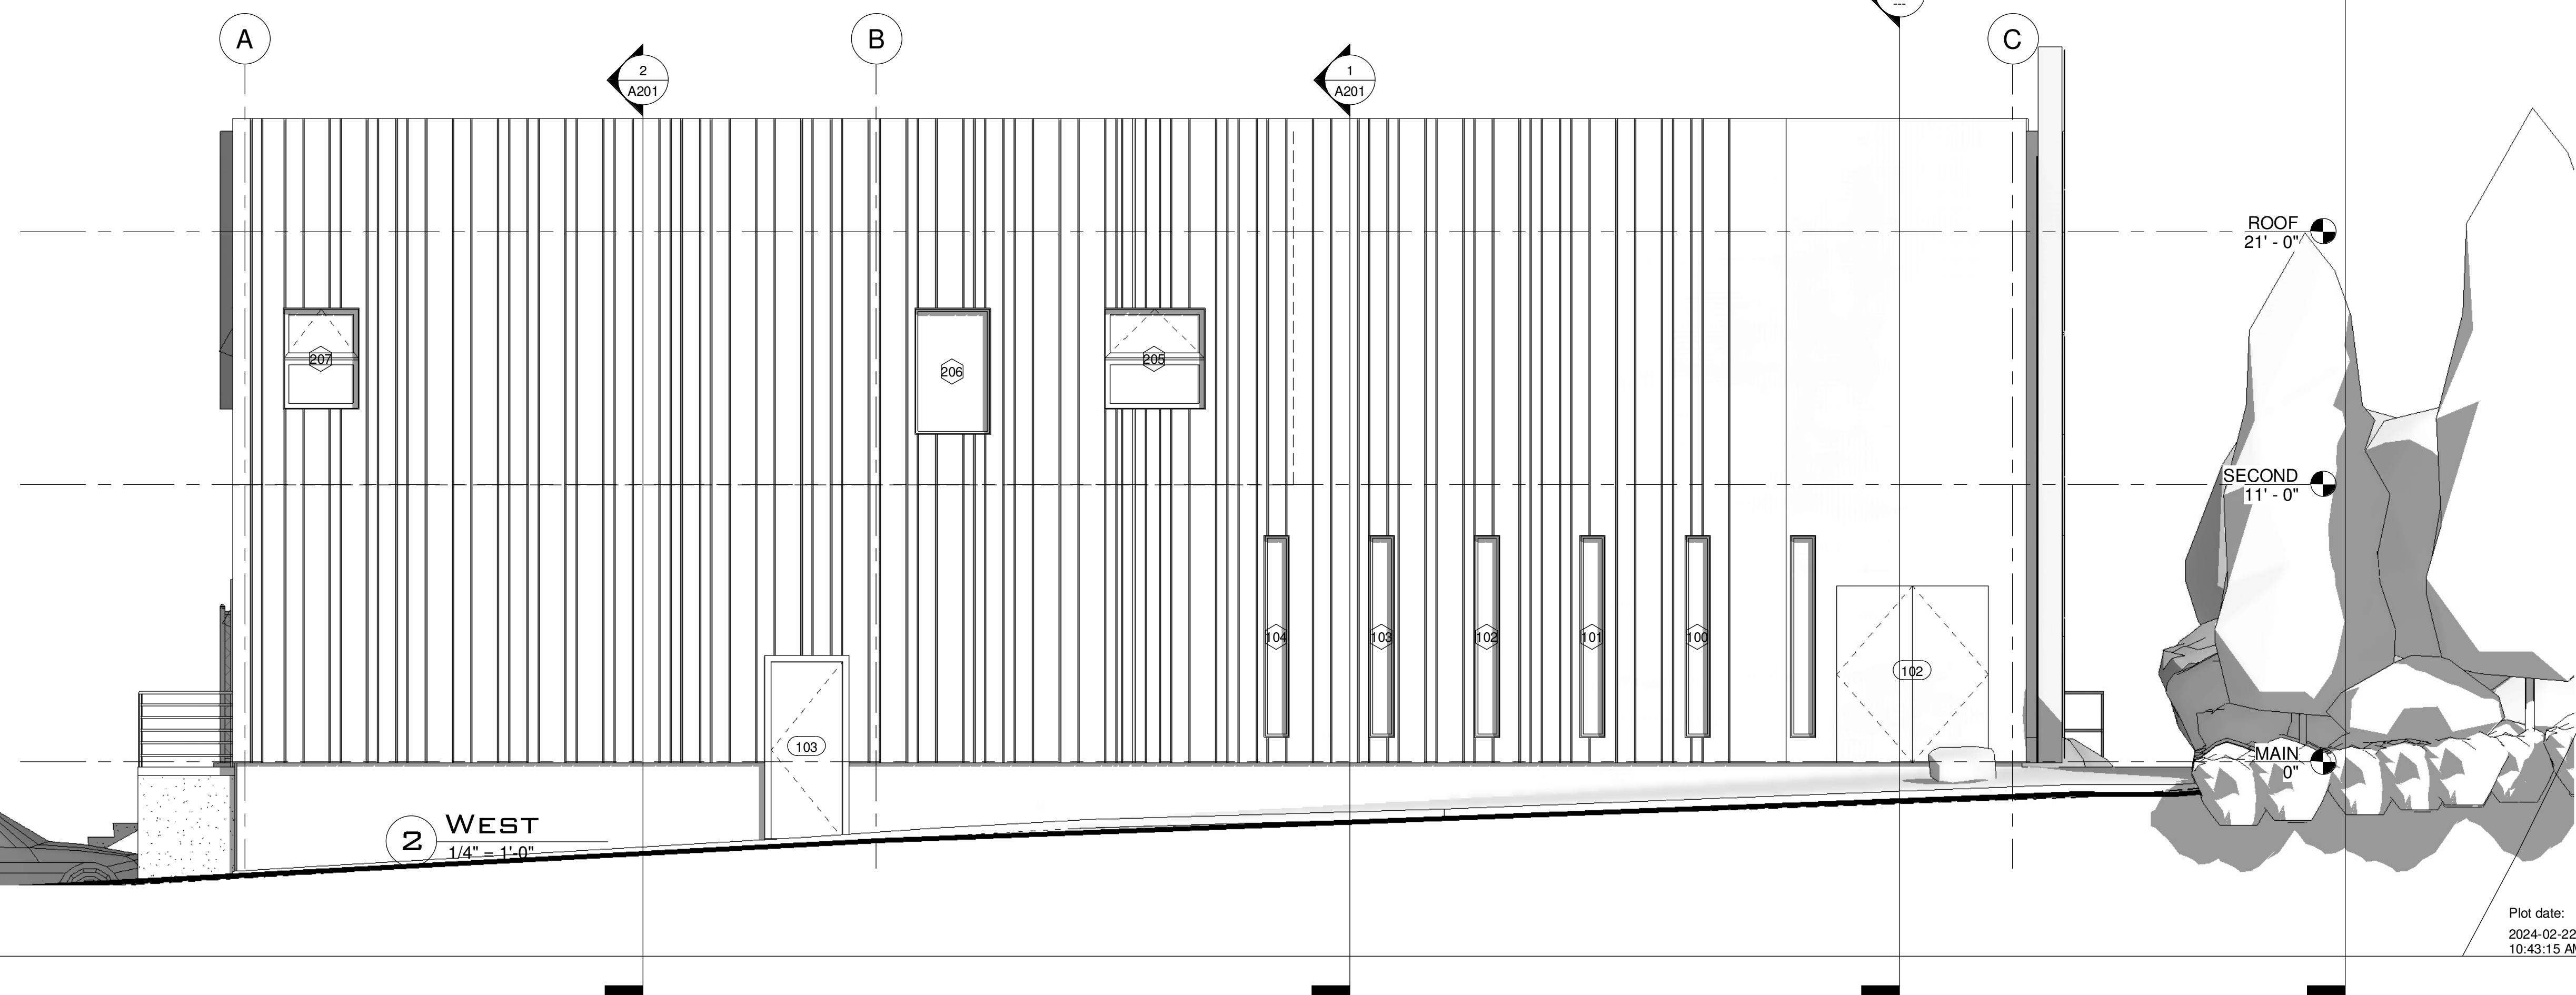 ---
A
B
C
2
A201
1
A201
ROOF
21' - 0"
207
206
205
SECOND
11' - 0"
104
103
102
101
100
102
103
MAIN
0"
2
WEST
1/4" = 1'-0"
Plot date:
2024-02-22
10:43:15 AM